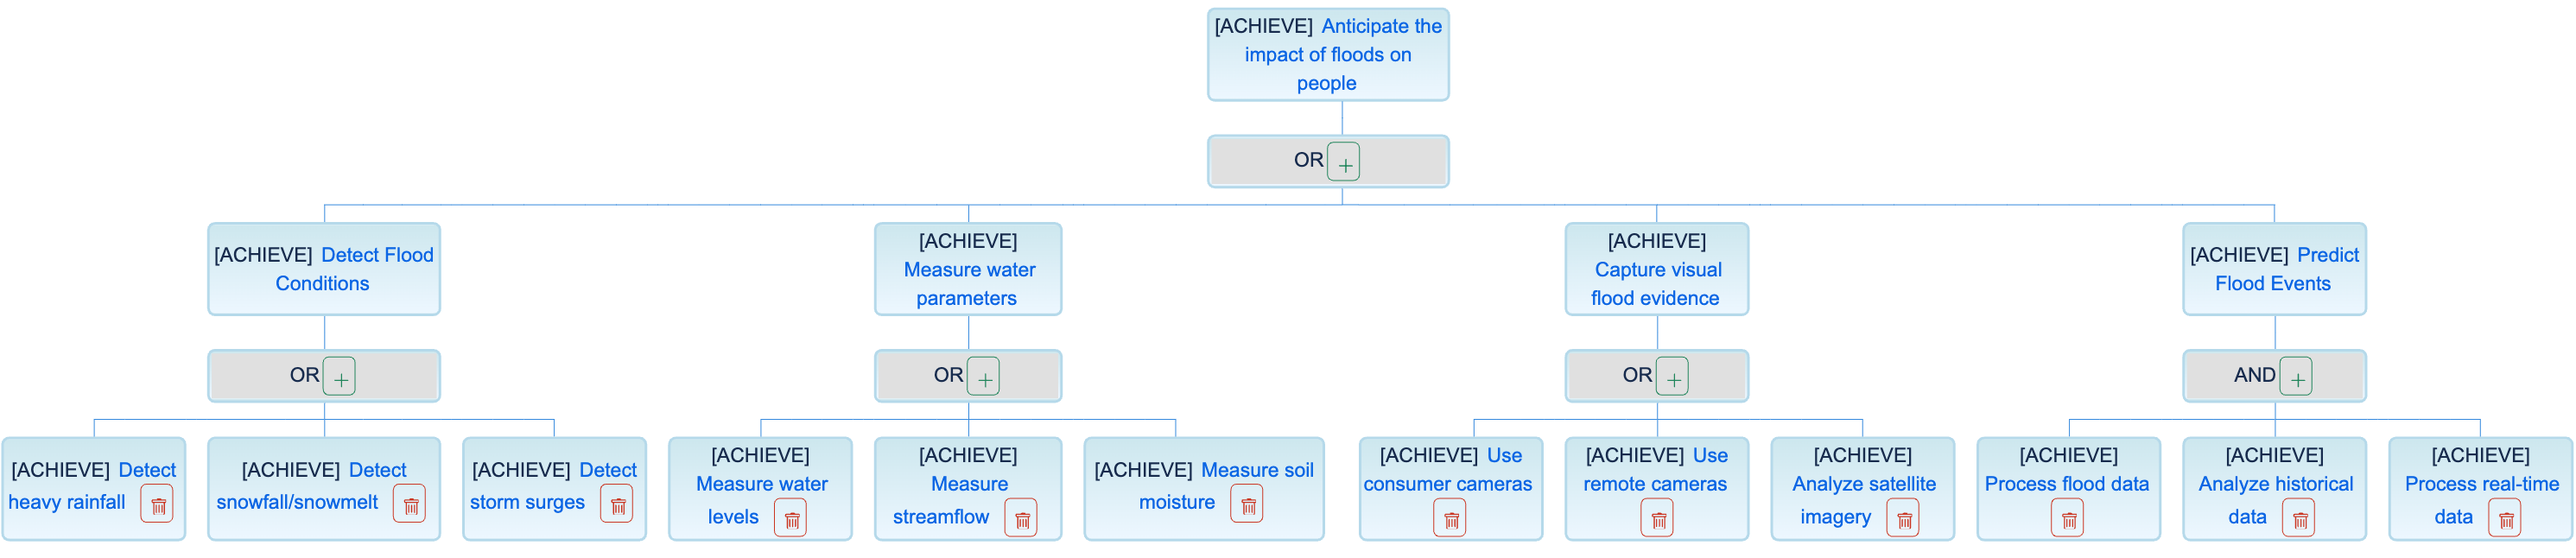 [ACHIEVE] Anticipate the
impact of floods on
people
OR +
[ACHIEVE] Detect Flood
Conditions
[ACHIEVE]
Measure water
parameters
[ACHIEVE]
Capture visual
flood evidence
[ACHIEVE] Predict
Flood Events
OR +
OR +
OR +
AND +
[ACHIEVE] Detect
heavy rainfall
[ACHIEVE] Detect
snowfall/snowmelt
[ACHIEVE] Detect
storm surges
[ACHIEVE]
Measure water
levels
[ACHIEVE]
Measure
streamflow
[ACHIEVE] Measure soil
moisture
[ACHIEVE] Use
consumer cameras
[ACHIEVE] Use
remote cameras
[ACHIEVE]
Analyze satellite
imagery
[ACHIEVE]
Process flood data
[ACHIEVE]
Analyze historical
data
[ACHIEVE]
Process real-time
data